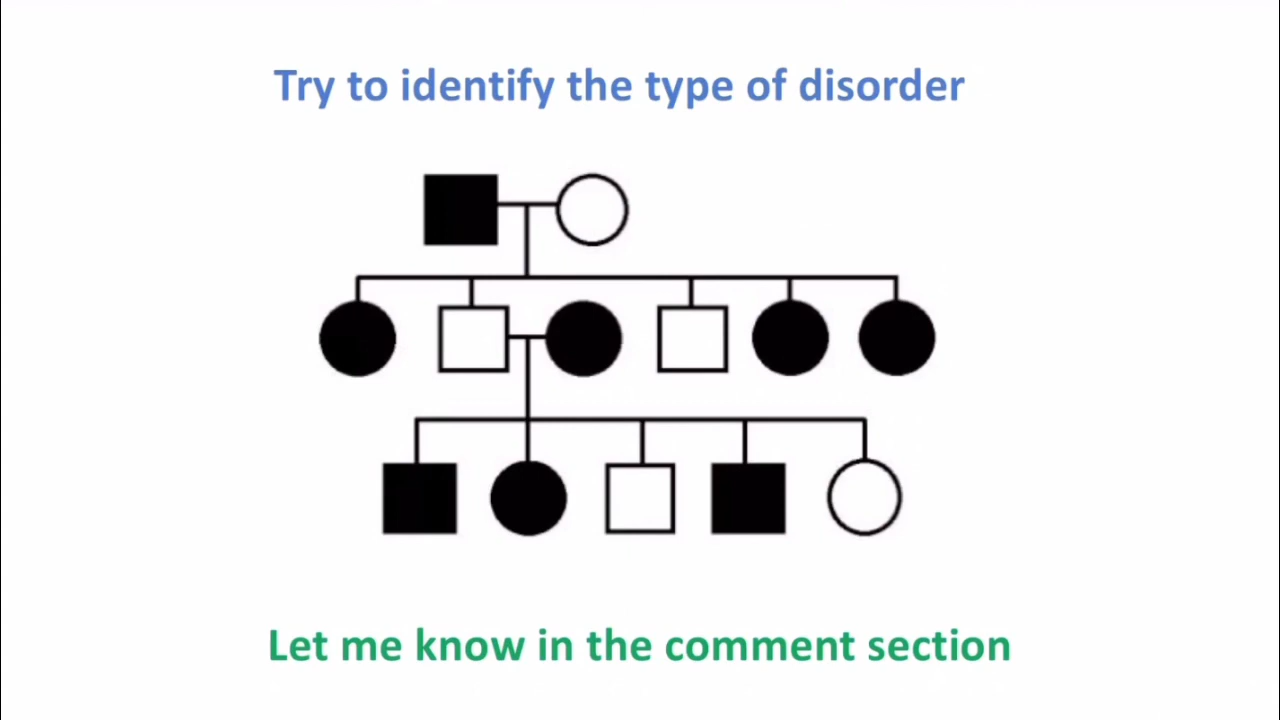 Try to identify the type of disorder
Let me know in the comment section